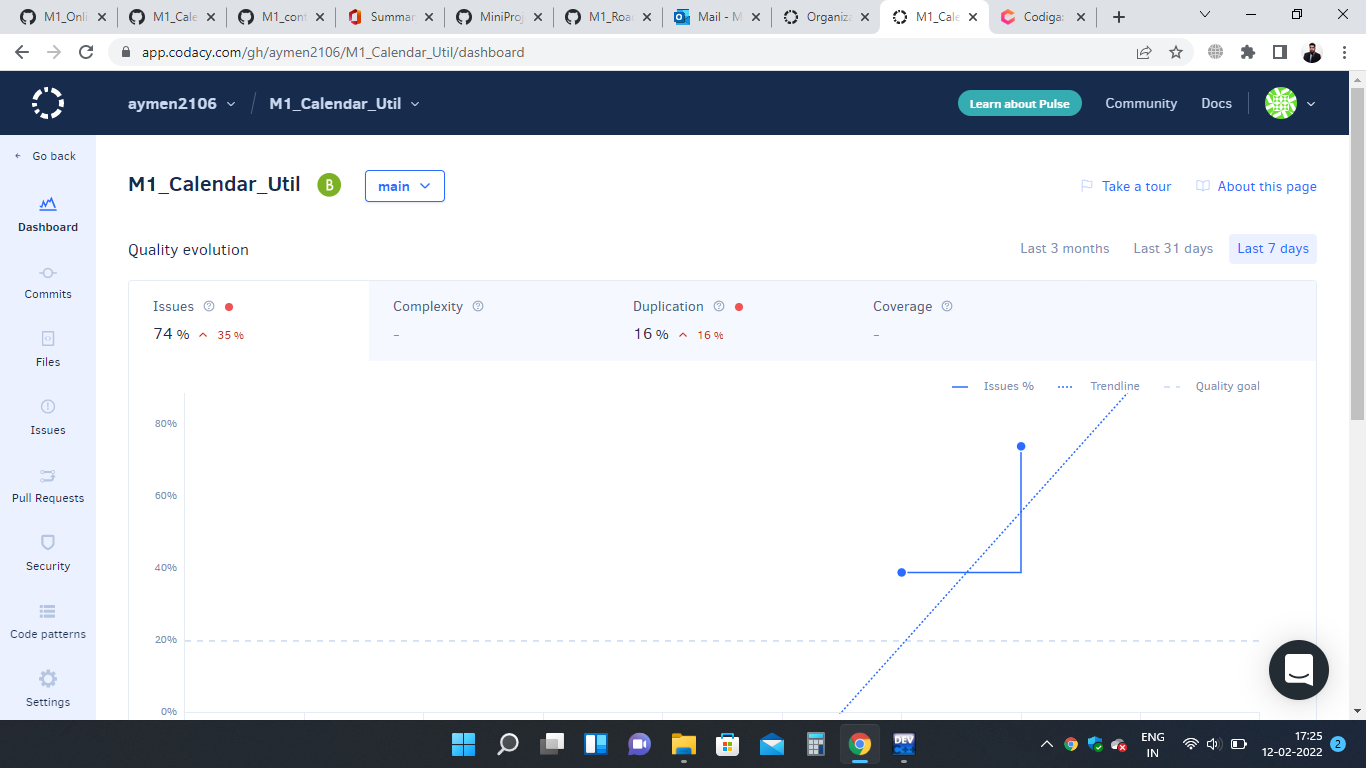 M1_Onli
M1_Cale
M1_cont
Summar
MiniProj
M1_Roa
Mail - M
Organiza
M1_Cale
Codiga
app.codacy.com/gh/aymen2106/M1_Calendar_Util/dashboard
aymen2106 / M1_Calendar_Util
Learn about Pulse
Community
Docs
Go back
Dashboard
Commits
Files
Issues
Pull Requests
Security
Code patterns
Settings
M1_Calendar_Util B main
Take a tour
About this page
Quality evolution
Last 3 months
Last 31 days
Last 7 days
Issues
74 % 35 %
Complexity
–
Duplication
16 % 16 %
Coverage
–
Issues %
Trendline
Quality goal
80%
60%
40%
20%
0%
DEV
ENG
IN
17:25
12-02-2022
2